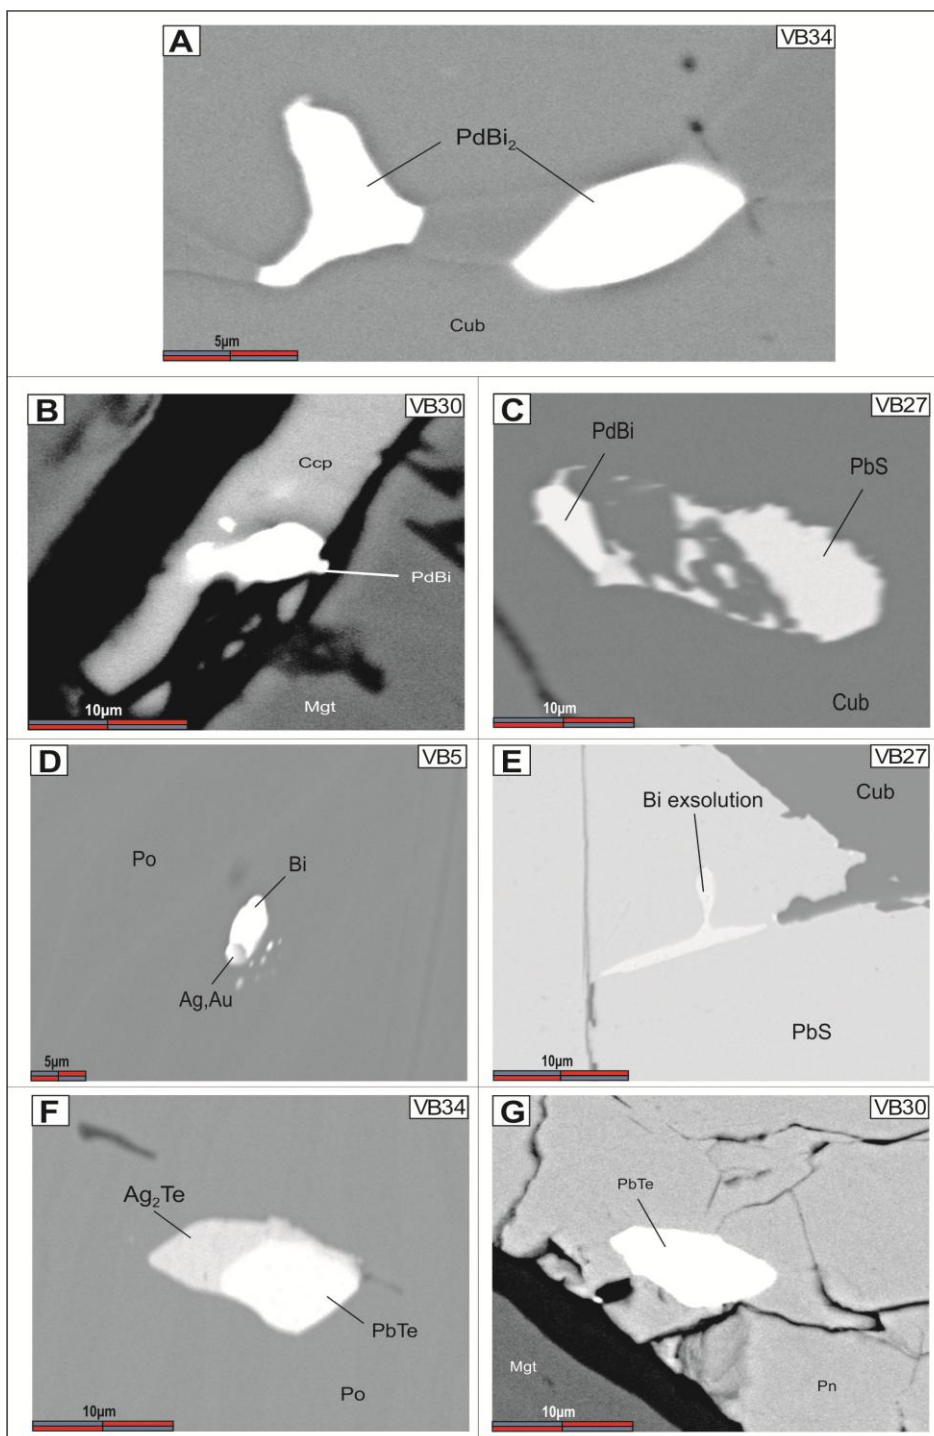 A
VB34
PdBi₂
Cub
5µm
B
VB30
Ccp
PdBi
Mgt
10µm
C
VB27
PdBi
PbS
Cub
10µm
D
VB5
Po
Bi
Ag,Au
5µm
E
VB27
Cub
Bi exsolution
PbS
10µm
F
VB34
Ag₂Te
PbTe
Po
10µm
G
VB30
PbTe
Mgt
Pn
10µm